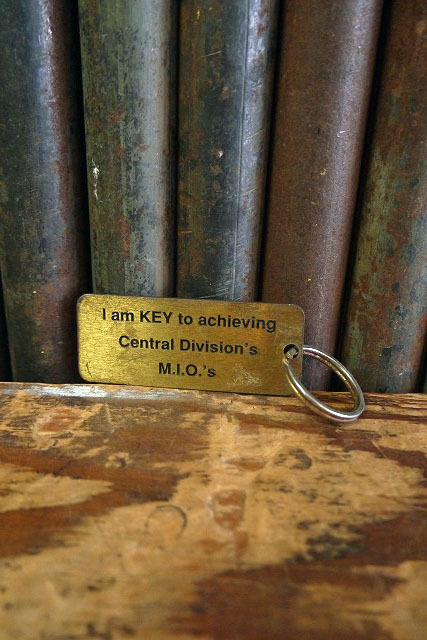 I am KEY to achieving
Central Division's
M.I.O.'s